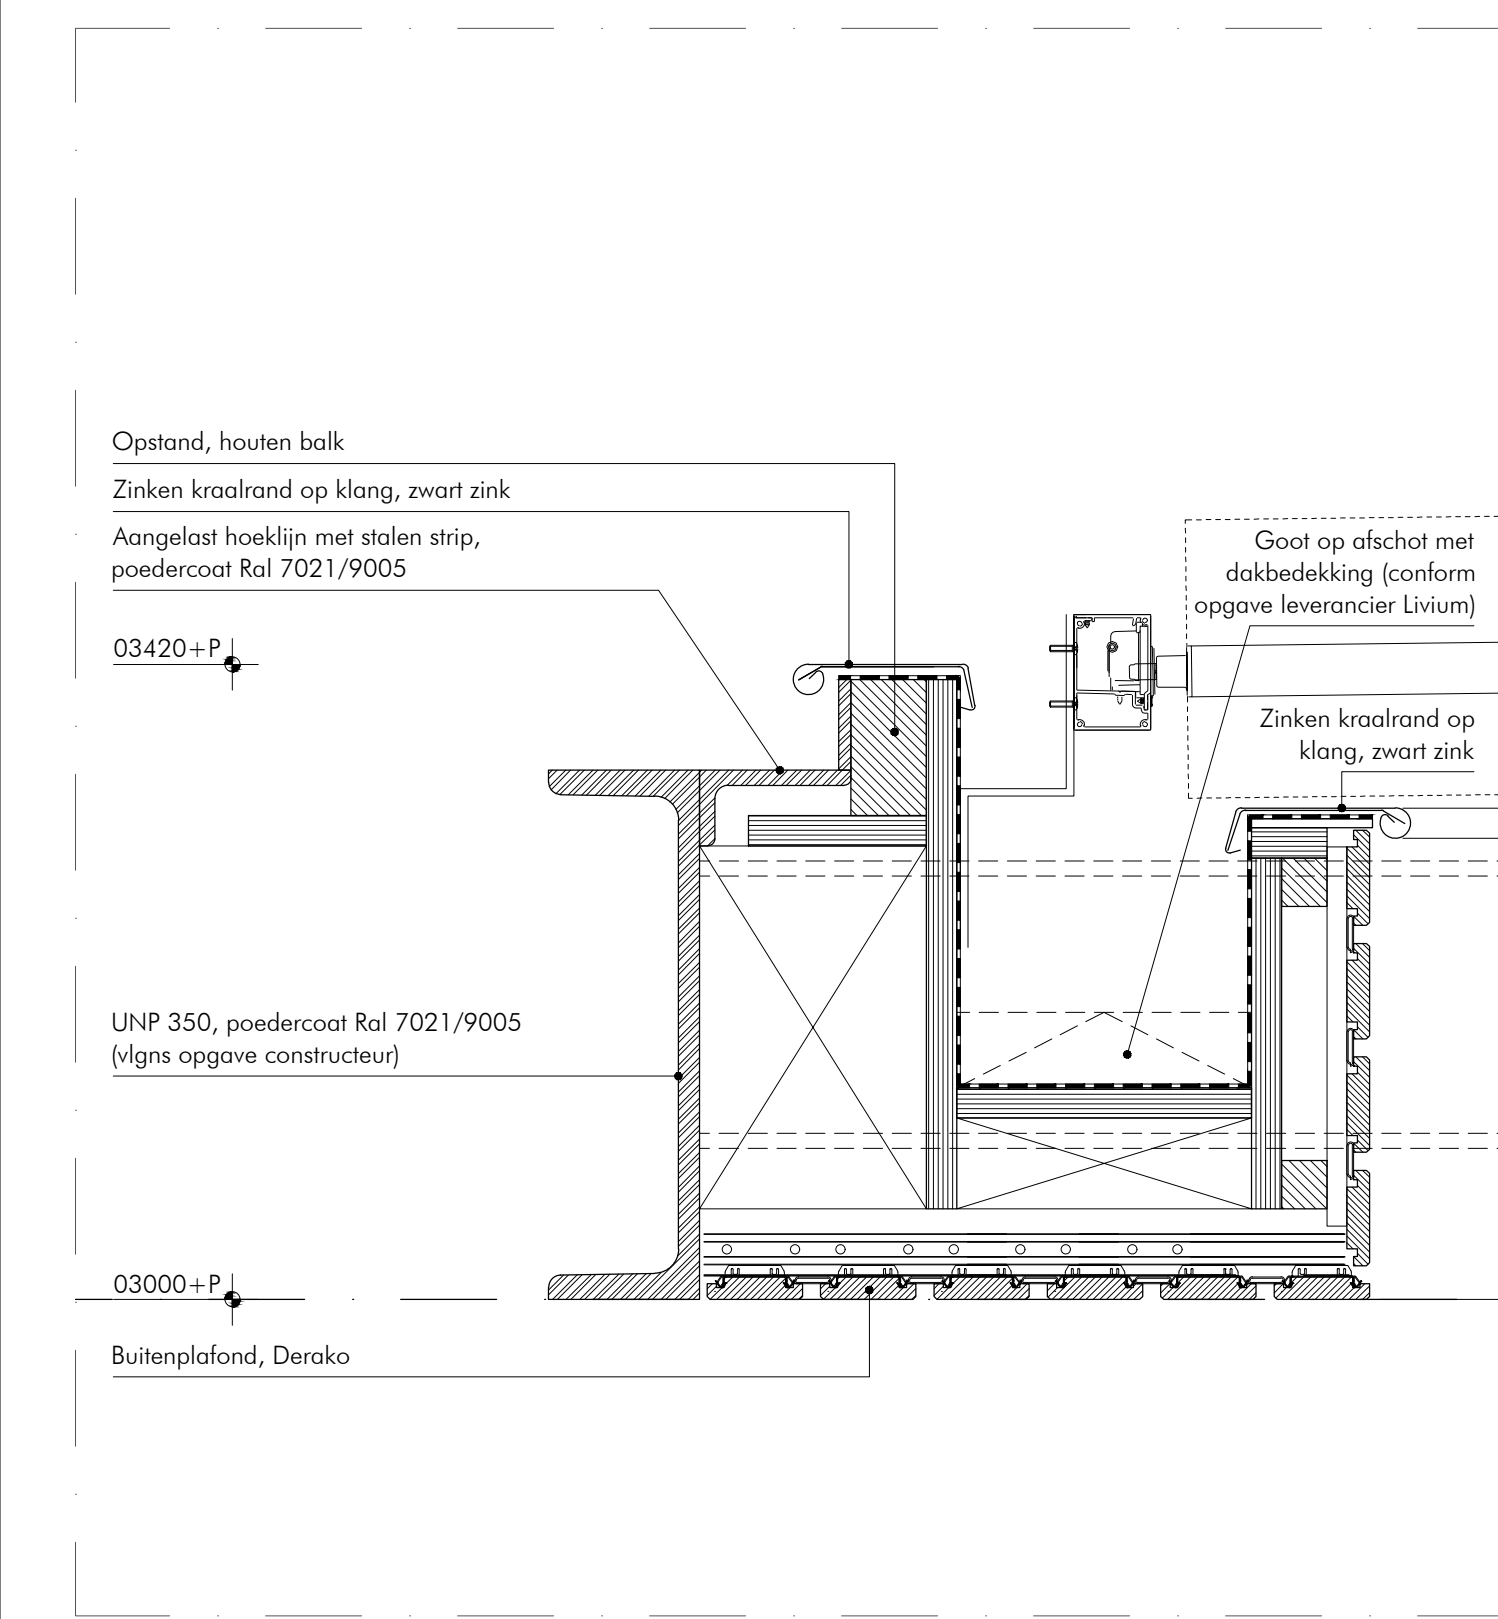 Opstand, houten balk
Zinken kraalrand op klang, zwart zink
Aangelast hoeklijn met stalen strip,
poedercoat Ral 7021/9005
03420+P
Goot op afschot met
dakbedekking (conform
opgave leverancier Livium)
Zinken kraalrand op
klang, zwart zink
UNP 350, poedercoat Ral 7021/9005
(vlgns opgave constructeur)
03000+P
Buitenplafond, Derako